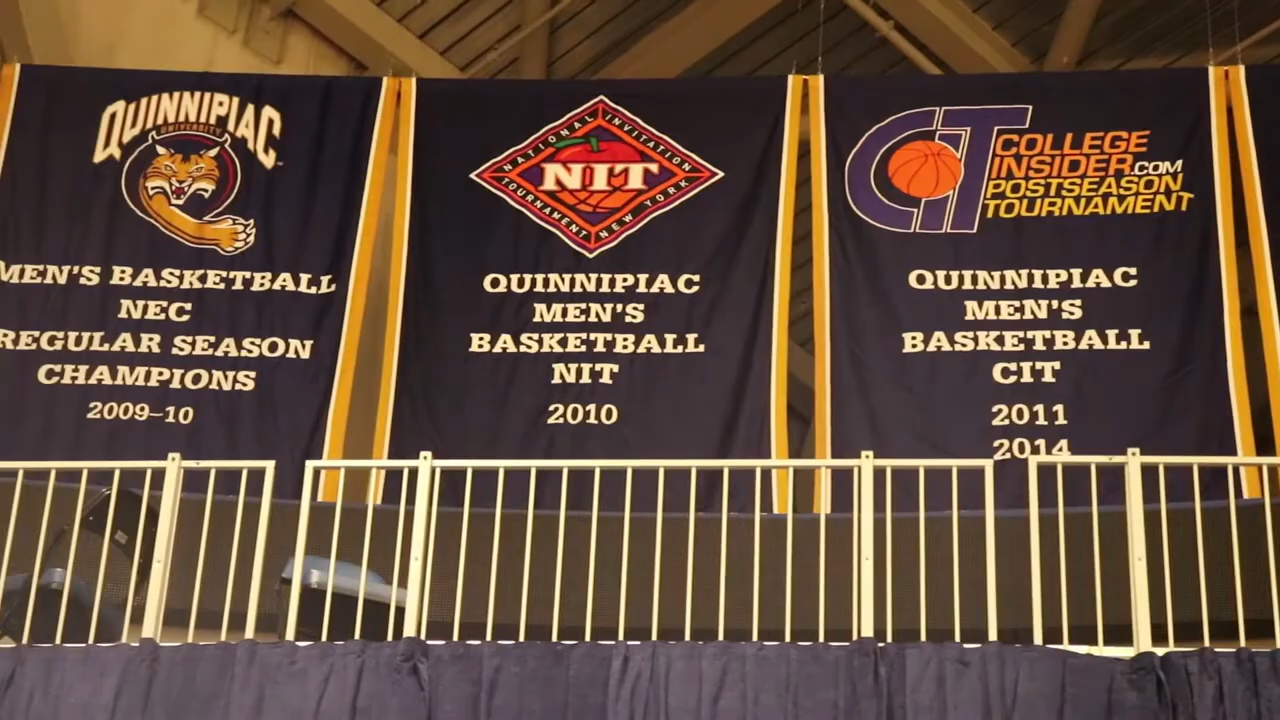 QUINNIPIAC
UNIVERSITY
MEN'S BASKETBALL
NEC
REGULAR SEASON
CHAMPIONS
2009–10
NATIONAL INVITATION
NIT
TOURNAMENT NEW YORK
QUINNIPIAC
MEN'S
BASKETBALL
NIT
2010
CIT
COLLEGE
INSIDER.COM
POSTSEASON
TOURNAMENT
QUINNIPIAC
MEN'S
BASKETBALL
CIT
2011
2014